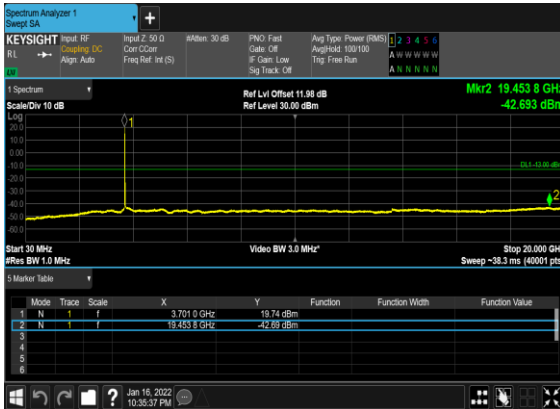 Spectrum Analyzer 1
Swept SA
KEYSIGHT
RL
Input: RF
Coupling: DC
Align: Auto
Input Z: 50 Ω
Corr CCorr
Freq Ref: Int (S)
#Atten: 30 dB
PNO: Fast
Gate: Off
IF Gain: Low
Sig Track: Off
Avg Type: Power (RMS)
Avg|Hold: 100/100
Trig: Free Run
1 2 3 4 5 6
A W W W W W
A N N N N N
1 Spectrum
Scale/Div 10 dB
Ref Lvl Offset 11.98 dB
Ref Level 30.00 dBm
Mkr2 19.453 8 GHz
-42.693 dBm
Log
20.0
10.0
0.00
-10.0
-20.0
-30.0
-40.0
-50.0
-60.0
1
DL1 -13.00 dBm
2
Start 30 MHz
#Res BW 1.0 MHz
Video BW 3.0 MHz*
Stop 20.000 GHz
Sweep ~38.3 ms (40001 pts)
5 Marker Table
Mode Trace Scale X Y Function Function Width Function Value
1 N 1 f 3.701 0 GHz 19.74 dBm
2 N 1 f 19.453 8 GHz -42.69 dBm
3
4
5
6
?
Jan 16, 2022
10:35:37 PM